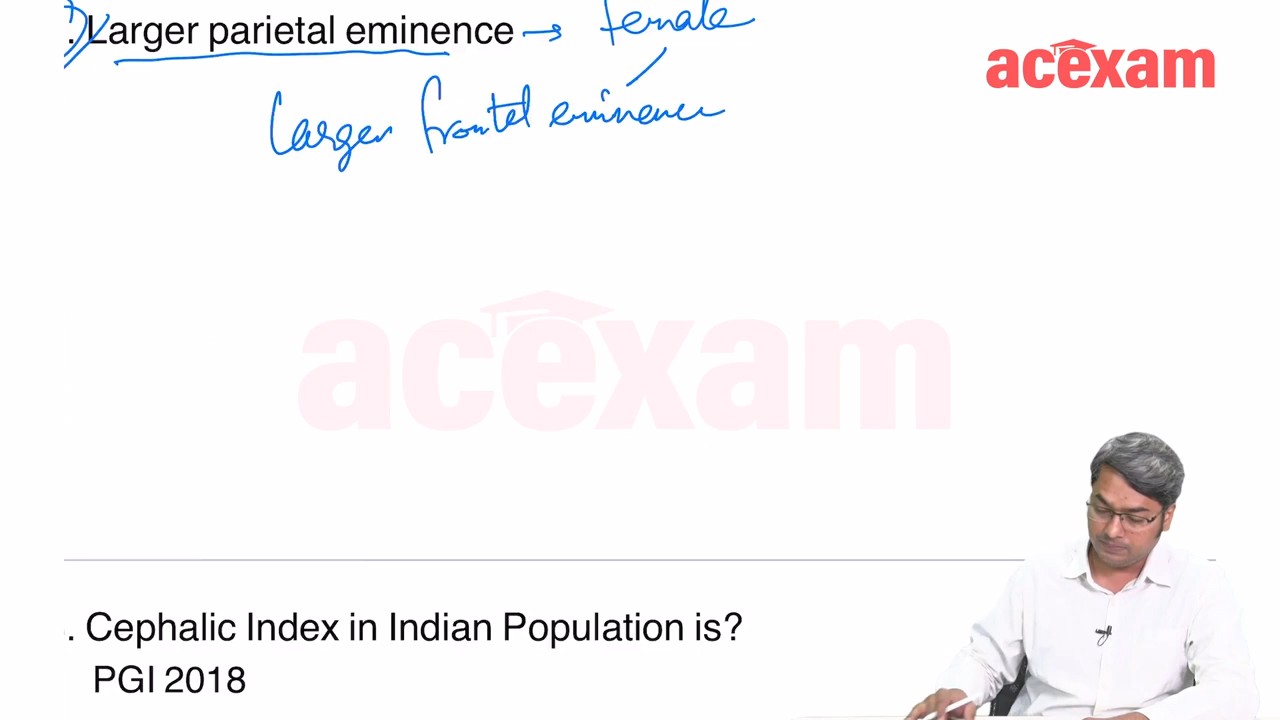 . Larger parietal eminence → female
Larger frontal eminence
acexam
acexam
. Cephalic Index in Indian Population is?
PGI 2018